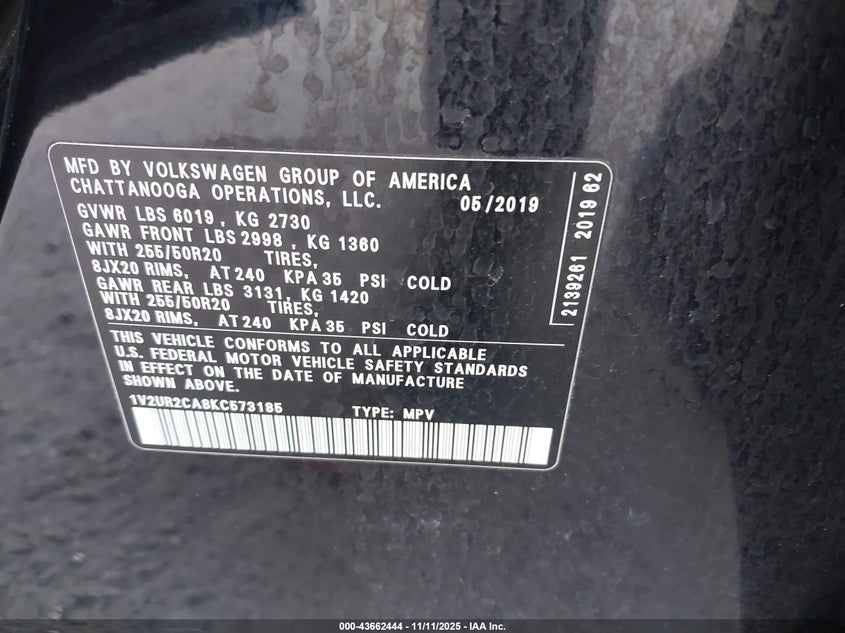 MFD BY VOLKSWAGEN GROUP OF AMERICA
CHATTANOOGA OPERATIONS, LLC. 05/2019
GVWR LBS 6019 , KG 2730
GAWR FRONT LBS 2998 , KG 1360
WITH 255/50R20 TIRES,
8JX20 RIMS, AT 240 KPA 35 PSI COLD
GAWR REAR LBS 3131, KG 1420
WITH 255/50R20 TIRES,
8JX20 RIMS, AT 240 KPA 35 PSI COLD
THIS VEHICLE CONFORMS TO ALL APPLICABLE
U.S. FEDERAL MOTOR VEHICLE SAFETY STANDARDS
IN EFFECT ON THE DATE OF MANUFACTURE
SHOWN ABOVE.
1V2UR2CA8KC573185 TYPE: MPV
2139261 2019 62
000-43662444 - 11/11/2025 - IAA Inc.